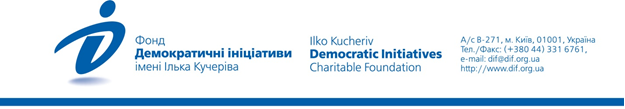 Фонд
Демократичні ініціативи
імені Ілька Кучеріва
Ilko Kucheriv
Democratic Initiatives
Charitable Foundation
А/с В-271, м. Київ, 01001, Україна
Тел./Факс: (+380 44) 331 6761,
e-mail: dif@dif.org.ua
http://www.dif.org.ua